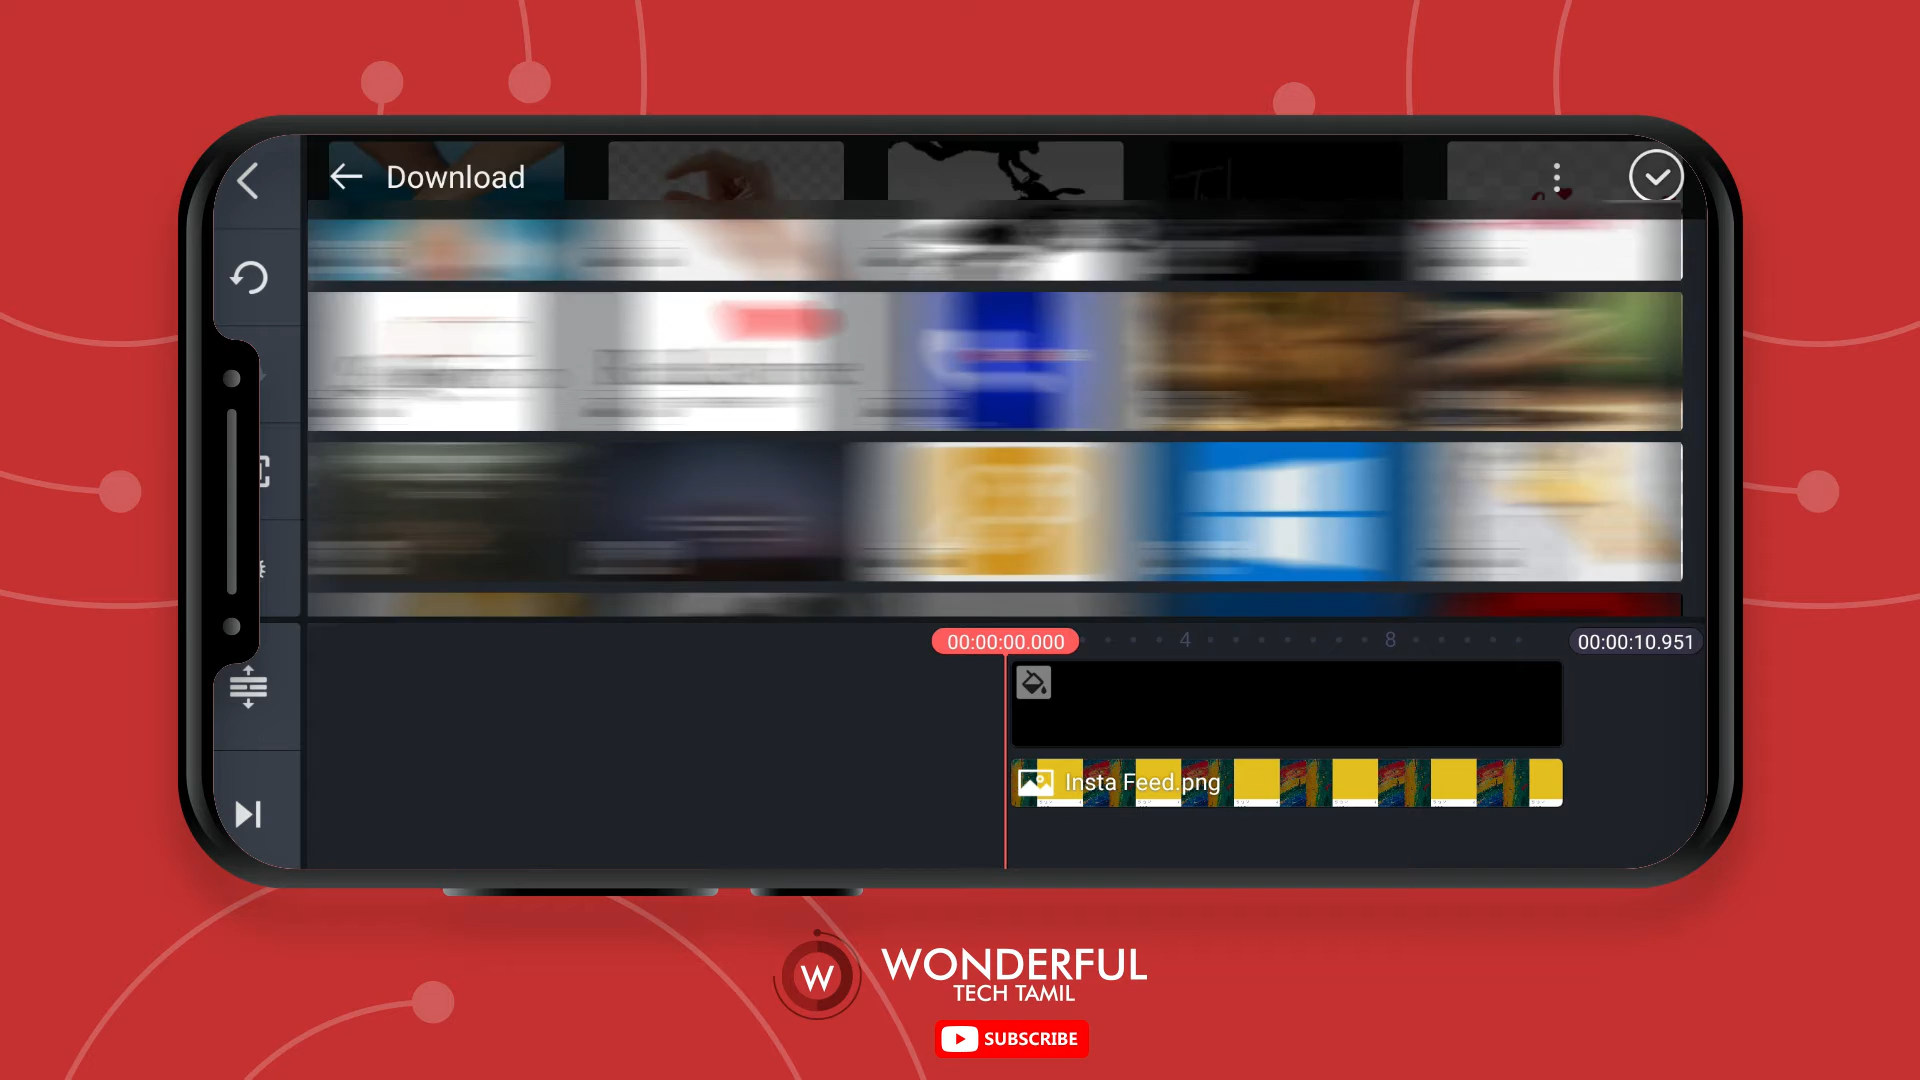 Download
00:00:00.000
4
8
00:00:10.951
Insta Feed.png
W
WONDERFUL
TECH TAMIL
SUBSCRIBE